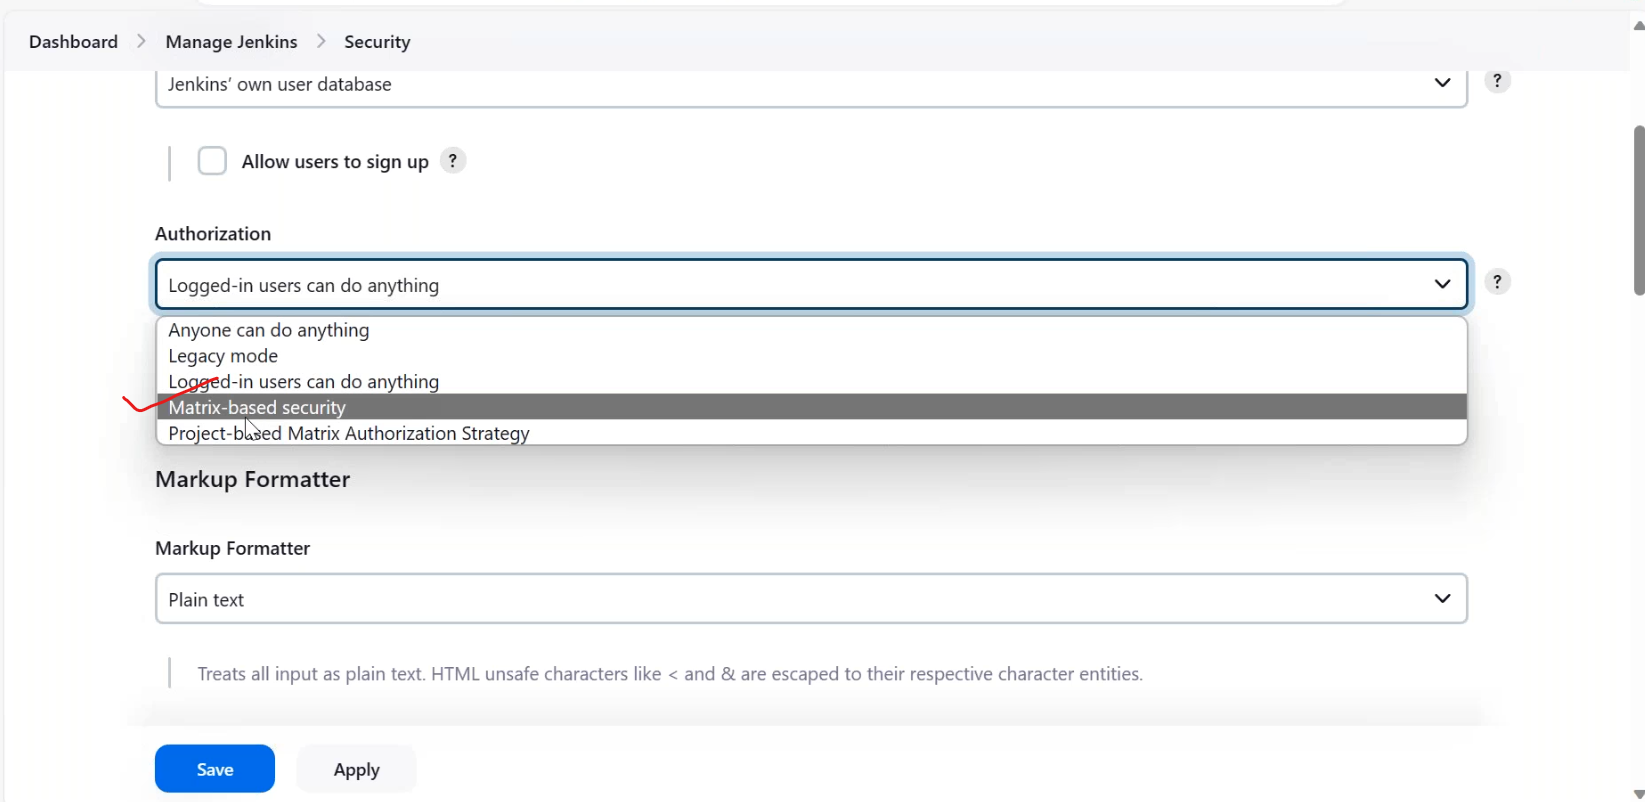 Dashboard > Manage Jenkins > Security
Jenkins' own user database
?
Allow users to sign up ?
Authorization
Logged-in users can do anything
?
Anyone can do anything
Legacy mode
Logged-in users can do anything
Matrix-based security
Project-based Matrix Authorization Strategy
Markup Formatter
Markup Formatter
Plain text
Treats all input as plain text. HTML unsafe characters like < and & are escaped to their respective character entities.
Save Apply